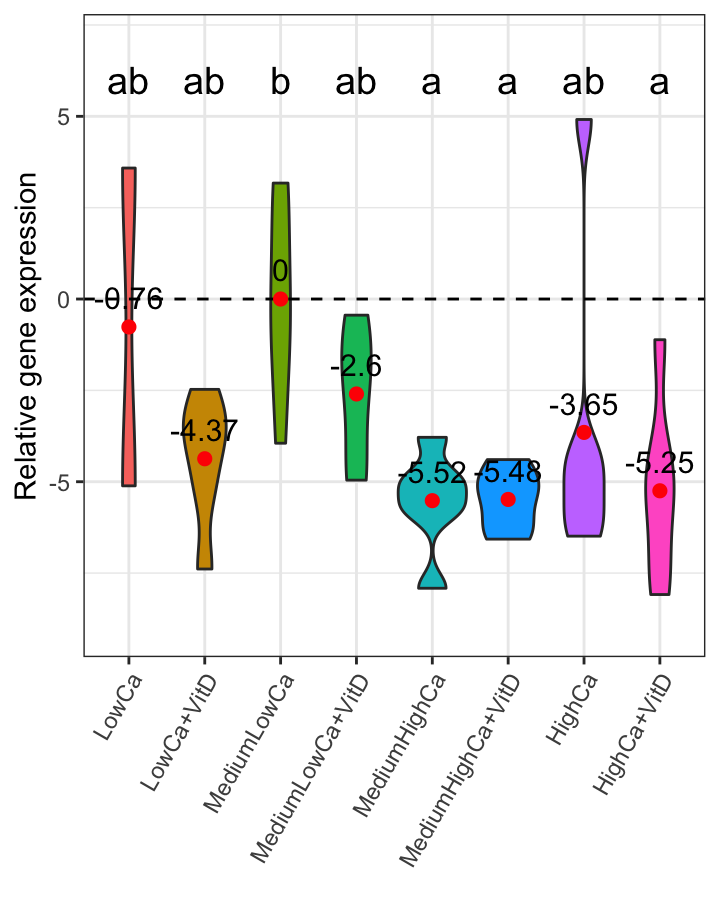 ab ab b ab a a ab a
Relative gene expression
5
0
-5
-0.76
-4.37
0
-2.6
-5.52
-5.48
-3.65
-5.25
LowCa
LowCa+VitD
MediumLowCa
MediumLowCa+VitD
MediumHighCa
MediumHighCa+VitD
HighCa
HighCa+VitD